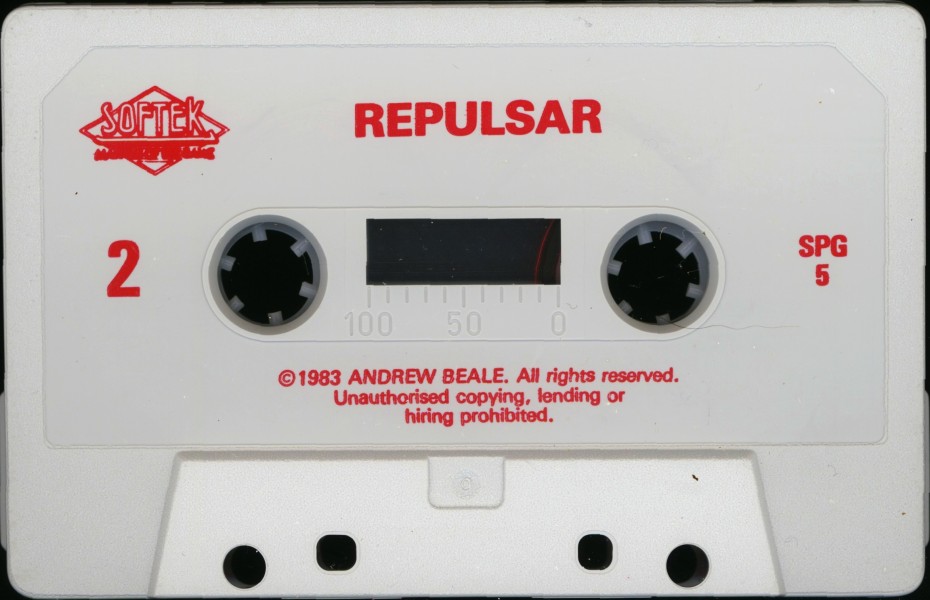 SOFTEK
REPULSAR
2
SPG
5
100 50 0
©1983 ANDREW BEALE. All rights reserved.
Unauthorised copying, lending or
hiring prohibited.